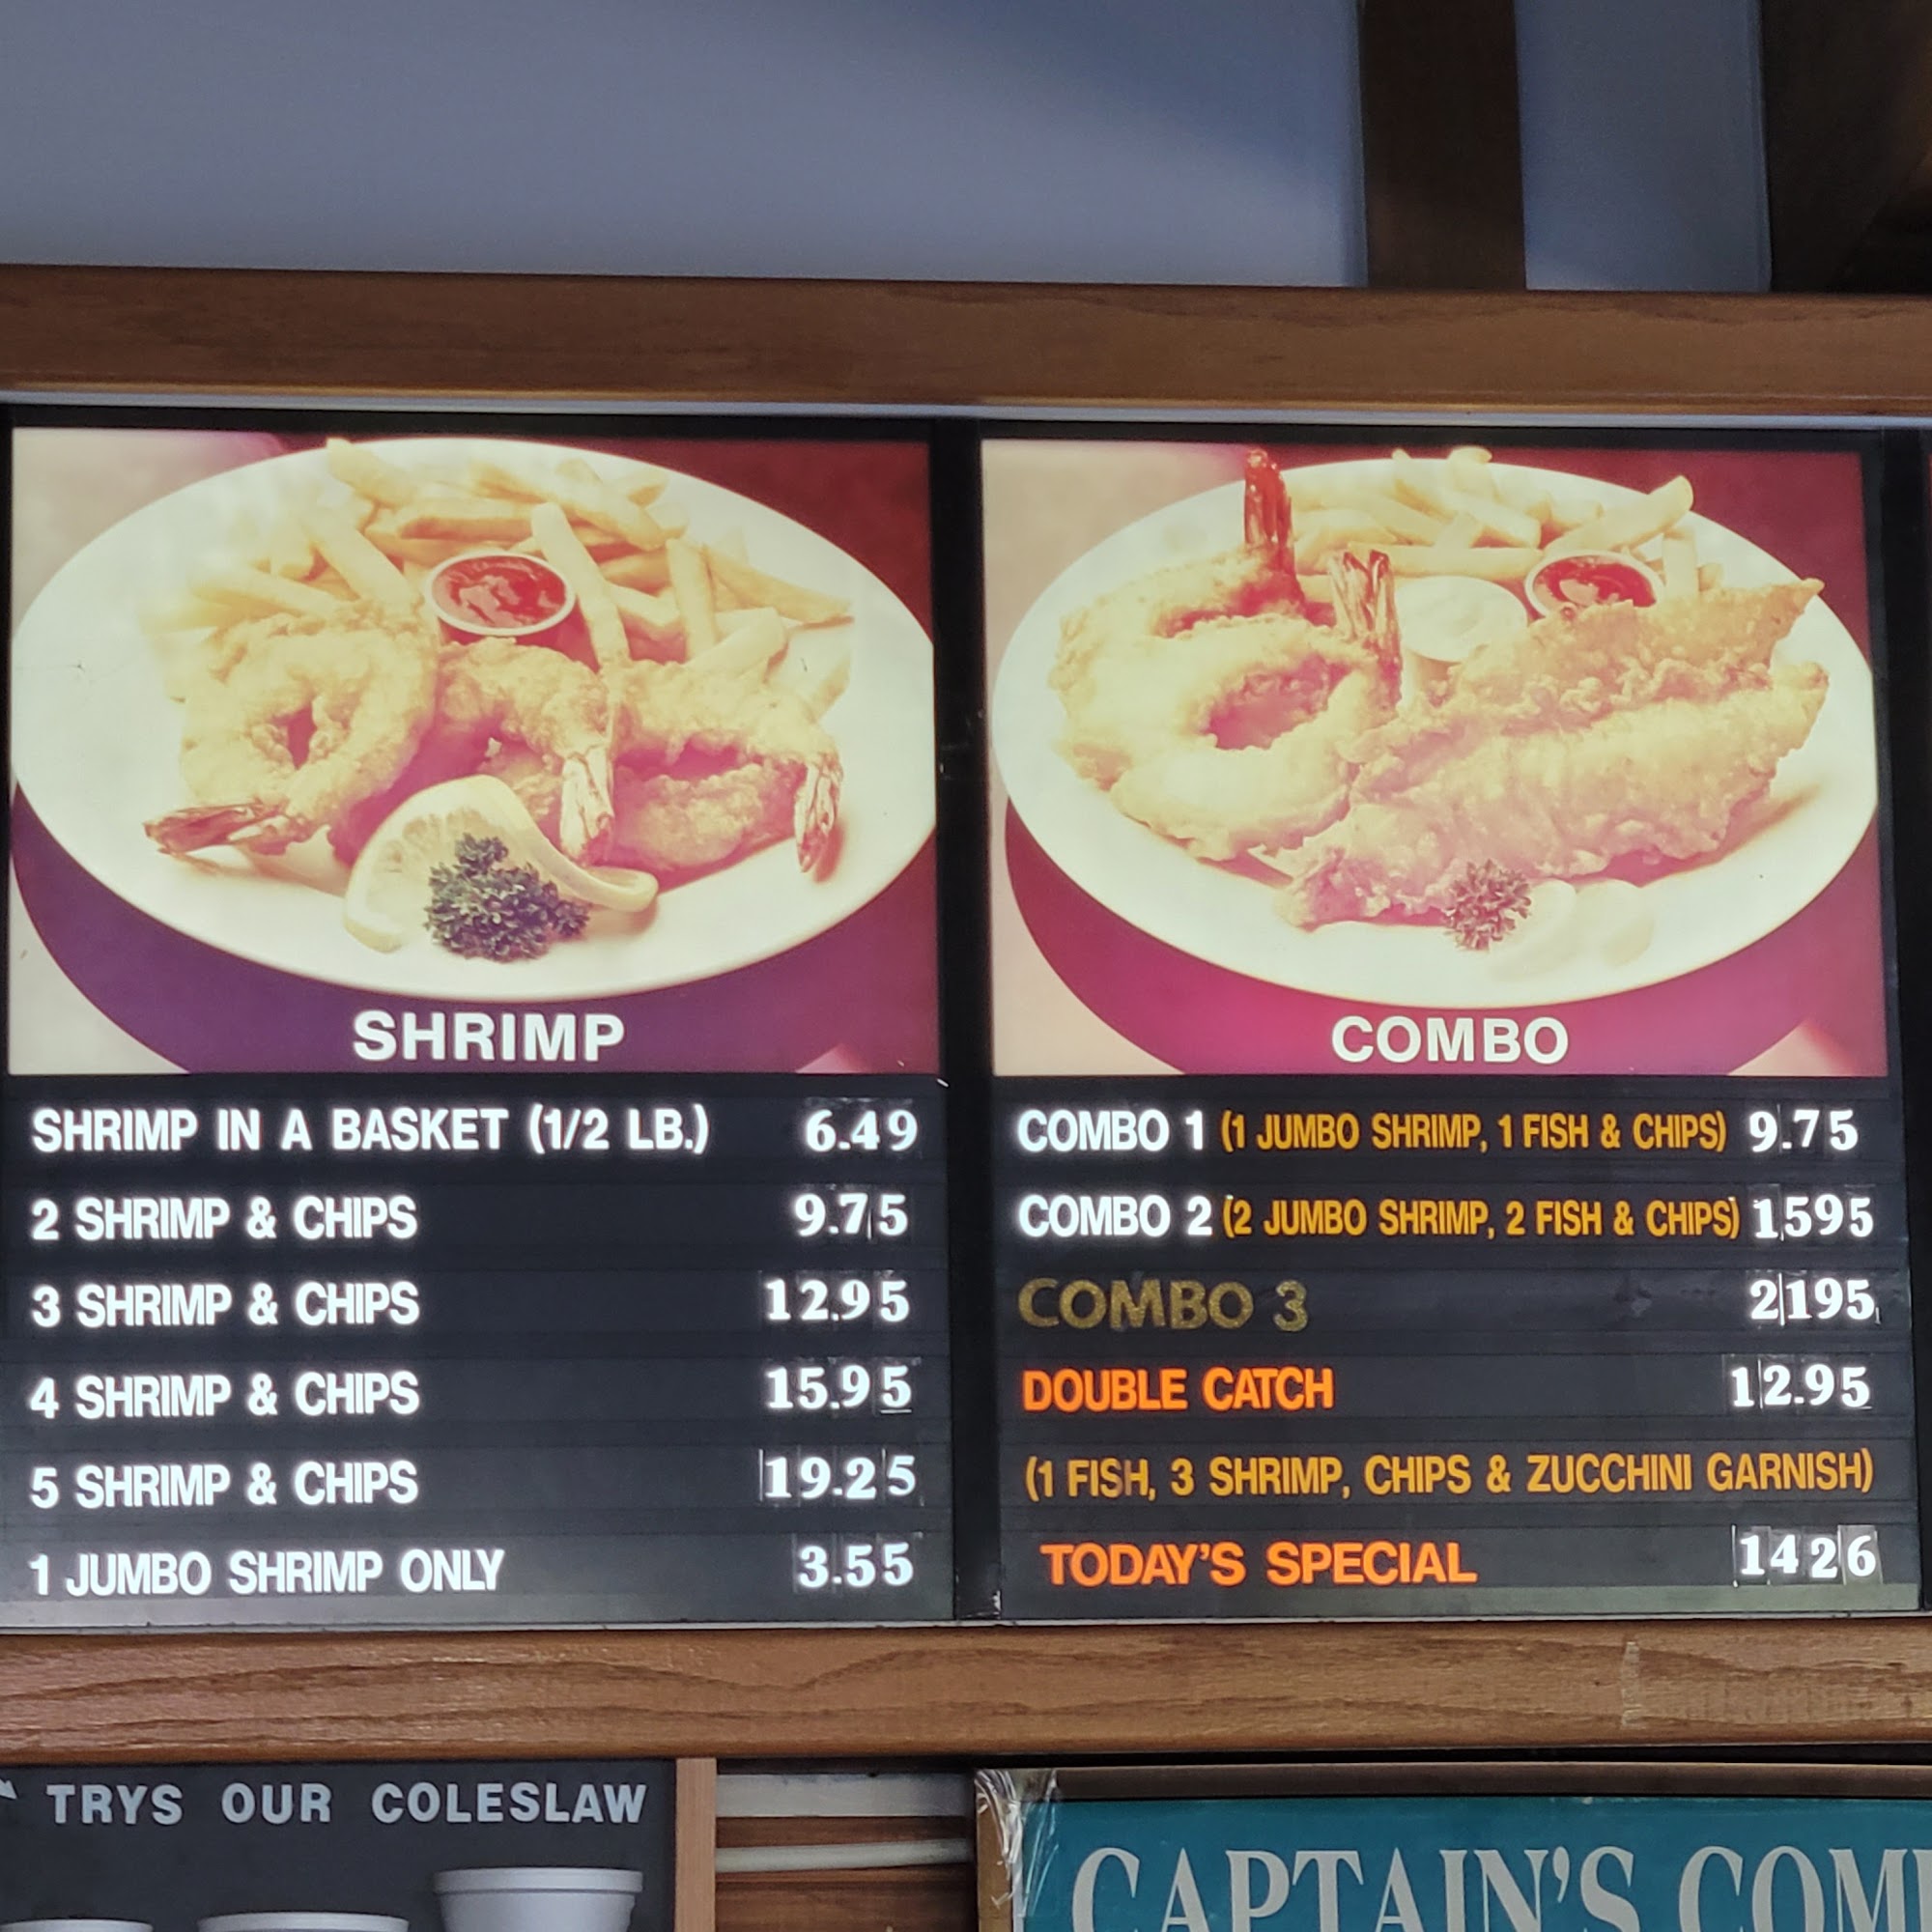 SHRIMP
SHRIMP IN A BASKET (1/2 LB.) 6.49
2 SHRIMP & CHIPS 9.75
3 SHRIMP & CHIPS 12.95
4 SHRIMP & CHIPS 15.95
5 SHRIMP & CHIPS 19.25
1 JUMBO SHRIMP ONLY 3.55
COMBO
COMBO 1 (1 JUMBO SHRIMP, 1 FISH & CHIPS) 9.75
COMBO 2 (2 JUMBO SHRIMP, 2 FISH & CHIPS) 1595
COMBO 3 2195
DOUBLE CATCH 12.95
(1 FISH, 3 SHRIMP, CHIPS & ZUCCHINI GARNISH)
TODAY'S SPECIAL 1426
TRYS OUR COLESLAW
CAPTAIN'S